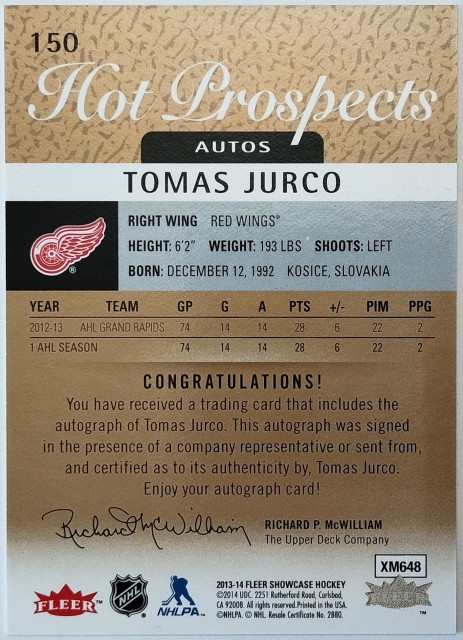 150
Hot Prospects
AUTOS
TOMAS JURCO
RIGHT WING RED WINGS®
HEIGHT: 6'2" WEIGHT: 193 LBS SHOOTS: LEFT
BORN: DECEMBER 12, 1992 KOSICE, SLOVAKIA
®
YEAR TEAM GP G A PTS +/- PIM PPG
2012-13 AHL GRAND RAPIDS 74 14 14 28 6 22 2
1 AHL SEASON 74 14 14 28 6 22 2
CONGRATULATIONS!
You have received a trading card that includes the
autograph of Tomas Jurco. This autograph was signed
in the presence of a company representative or sent from,
and certified as to its authenticity by, Tomas Jurco.
Enjoy your autograph card!
Richard McWilliam
RICHARD P. McWILLIAM
The Upper Deck Company
XM648
FLEER
NHL
NHLPA
2013-14 FLEER SHOWCASE HOCKEY
©2014 UDC. 2251 Rutherford Road, Carlsbad,
CA 92008. All rights reserved. Printed in the USA.
©NHLPA. © NHL Resale Certificate No. 2880.